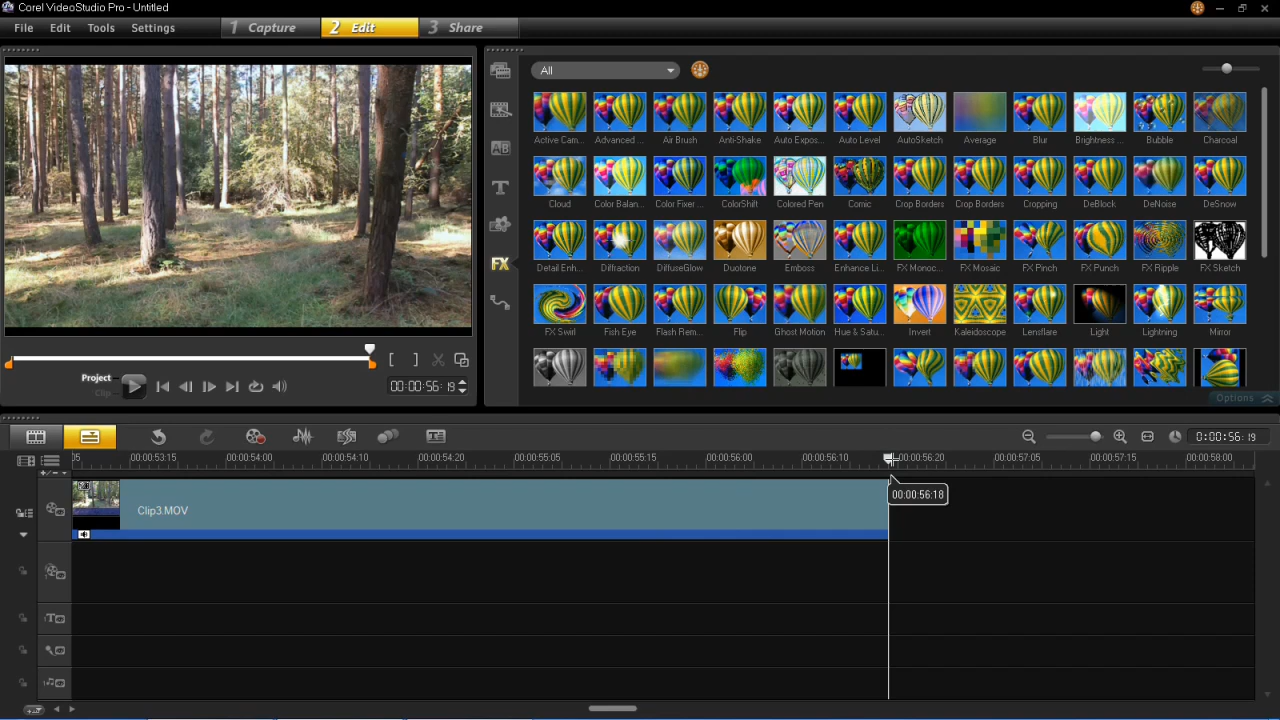 Corel VideoStudio Pro - Untitled
File Edit Tools Settings 1 Capture 2 Edit 3 Share
All
Active Cam... Advanced ... Air Brush Anti-Shake Auto Expos... Auto Level AutoSketch Average Blur Brightness ... Bubble Charcoal
AB
Cloud Color Balan... Color Fixer ... ColorShift Colored Pen Comic Crop Borders Crop Borders Cropping DeBlock DeNoise DeSnow
T
Detail Enh... Diffraction DiffuseGlow Duotone Emboss Enhance Li... FX Monoc... FX Mosaic FX Pinch FX Punch FX Ripple FX Sketch
FX
FX Swirl Fish Eye Flash Rem... Flip Ghost Motion Hue & Satu... Invert Kaleidoscope Lensflare Light Lightning Mirror
Project
Clip
00:00:56:19
Options
0:00:56:19
00:00:53:15 00:00:54:00 00:00:54:10 00:00:54:20 00:00:55:05 00:00:55:15 00:00:56:00 00:00:56:10 00:00:56:20 00:00:57:05 00:00:57:15 00:00:58:00
00:00:56:18
Clip3.MOV